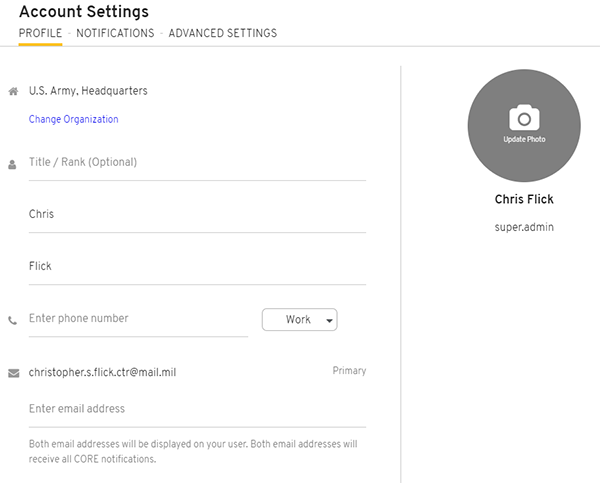 Account Settings
PROFILE - NOTIFICATIONS - ADVANCED SETTINGS
U.S. Army, Headquarters
Change Organization
Title / Rank (Optional)
Chris
Flick
Enter phone number
Work
christopher.s.flick.ctr@mail.mil
Primary
Enter email address
Both email addresses will be displayed on your user. Both email addresses will
receive all CORE notifications.
Update Photo
Chris Flick
super.admin